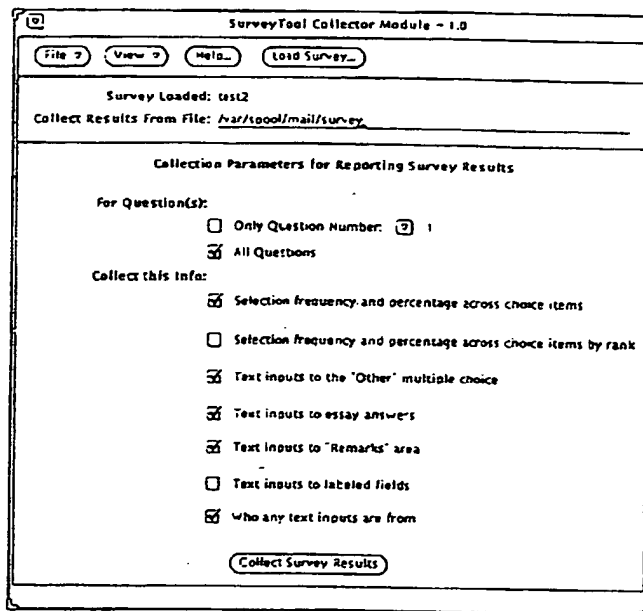 SurveyTool Collector Module - 1.0
File View Help... Load Survey...
Survey Loaded: test2
Collect Results From File: /var/spool/mail/survey
Collection Parameters for Reporting Survey Results
For Question(s):
Only Question Number: 1
All Questions
Collect this Info:
Selection frequency and percentage across choice items
Selection frequency and percentage across choice items by rank
Text inputs to the "Other" multiple choice
Text inputs to essay answers
Text inputs to "Remarks" area
Text inputs to labeled fields
Who any text inputs are from
Collect Survey Results